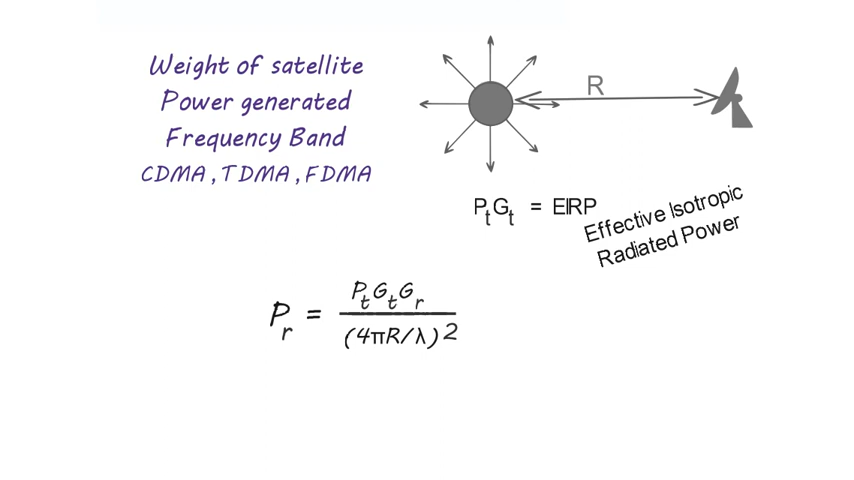 Weight of satellite
Power generated
Frequency Band
CDMA , TDMA , FDMA
R
PtGt = EIRP
Effective Isotropic
Radiated Power
Pr = PtGtGr
(4πR/λ)2